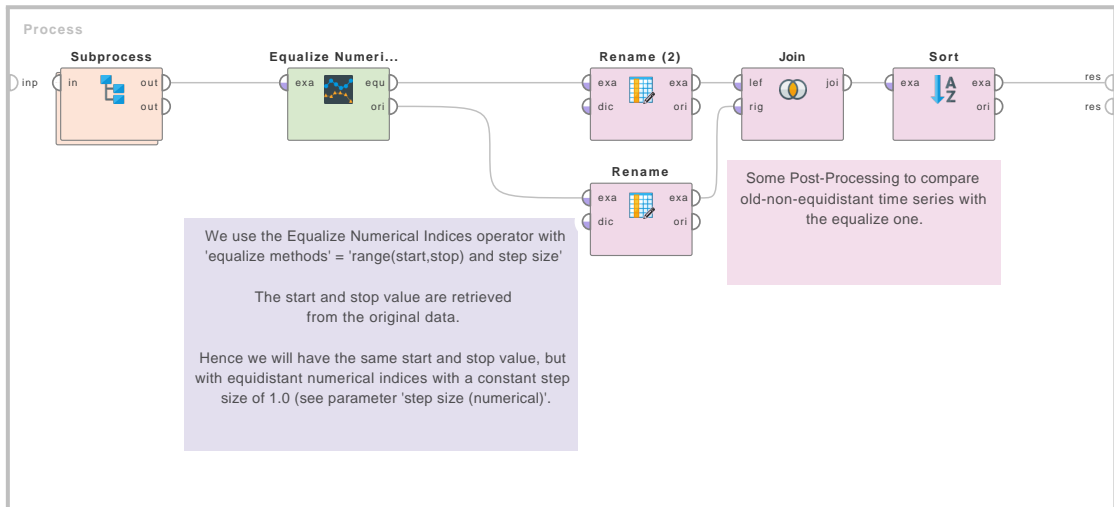 Process
Subprocess
Equalize Numeri...
Rename (2)
Join
Sort
inp
in
out
out
exa
equ
ori
exa
exa
dic
ori
lef
joi
rig
exa
exa
ori
res
res
Rename
exa
exa
dic
ori
Some Post-Processing to compare
old-non-equidistant time series with
the equalize one.
We use the Equalize Numerical Indices operator with
'equalize methods' = 'range(start,stop) and step size'
The start and stop value are retrieved
from the original data.
Hence we will have the same start and stop value, but
with equidistant numerical indices with a constant step
size of 1.0 (see parameter 'step size (numerical)'.